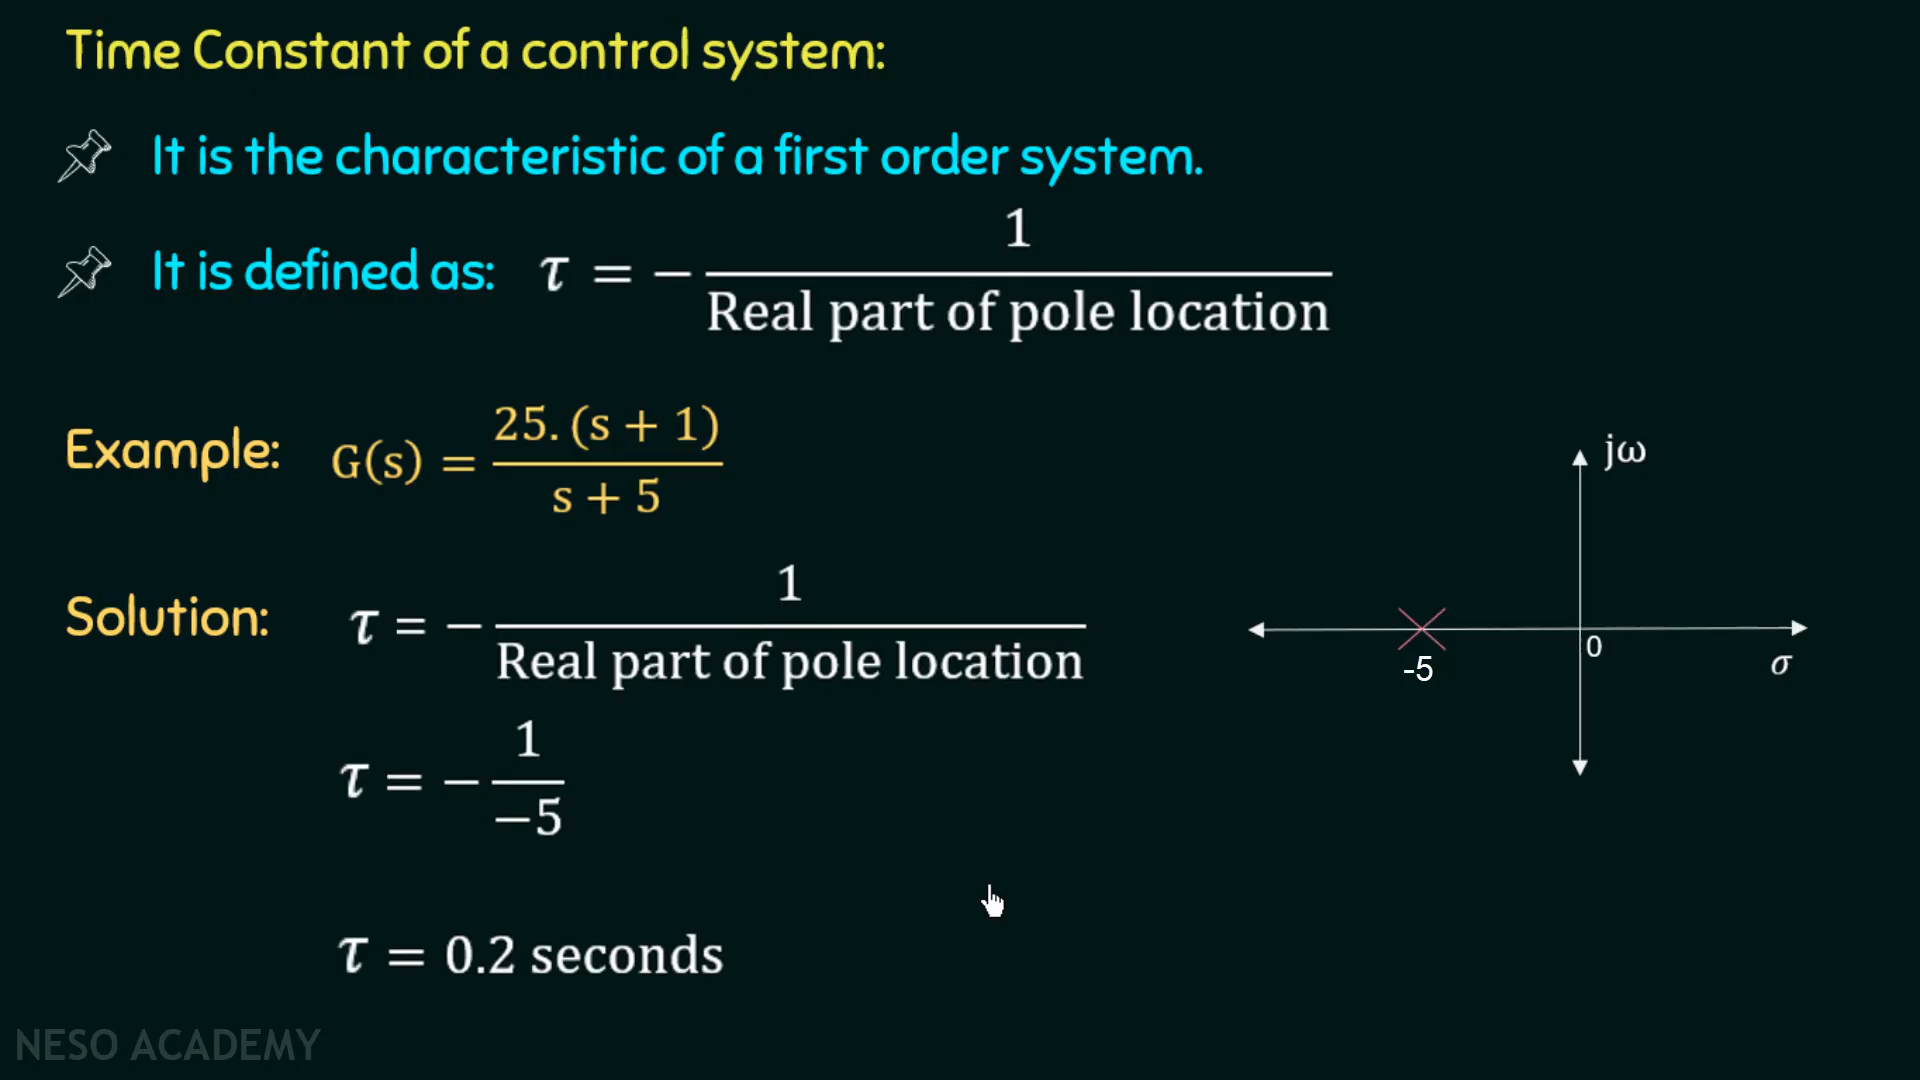 Time Constant of a control system:
It is the characteristic of a first order system.
It is defined as: τ = − 1 / Real part of pole location
Example: G(s) = 25. (s + 1) / s + 5
Solution: τ = − 1 / Real part of pole location
τ = − 1 / −5
τ = 0.2 seconds
jω
0
-5
σ
NESO ACADEMY